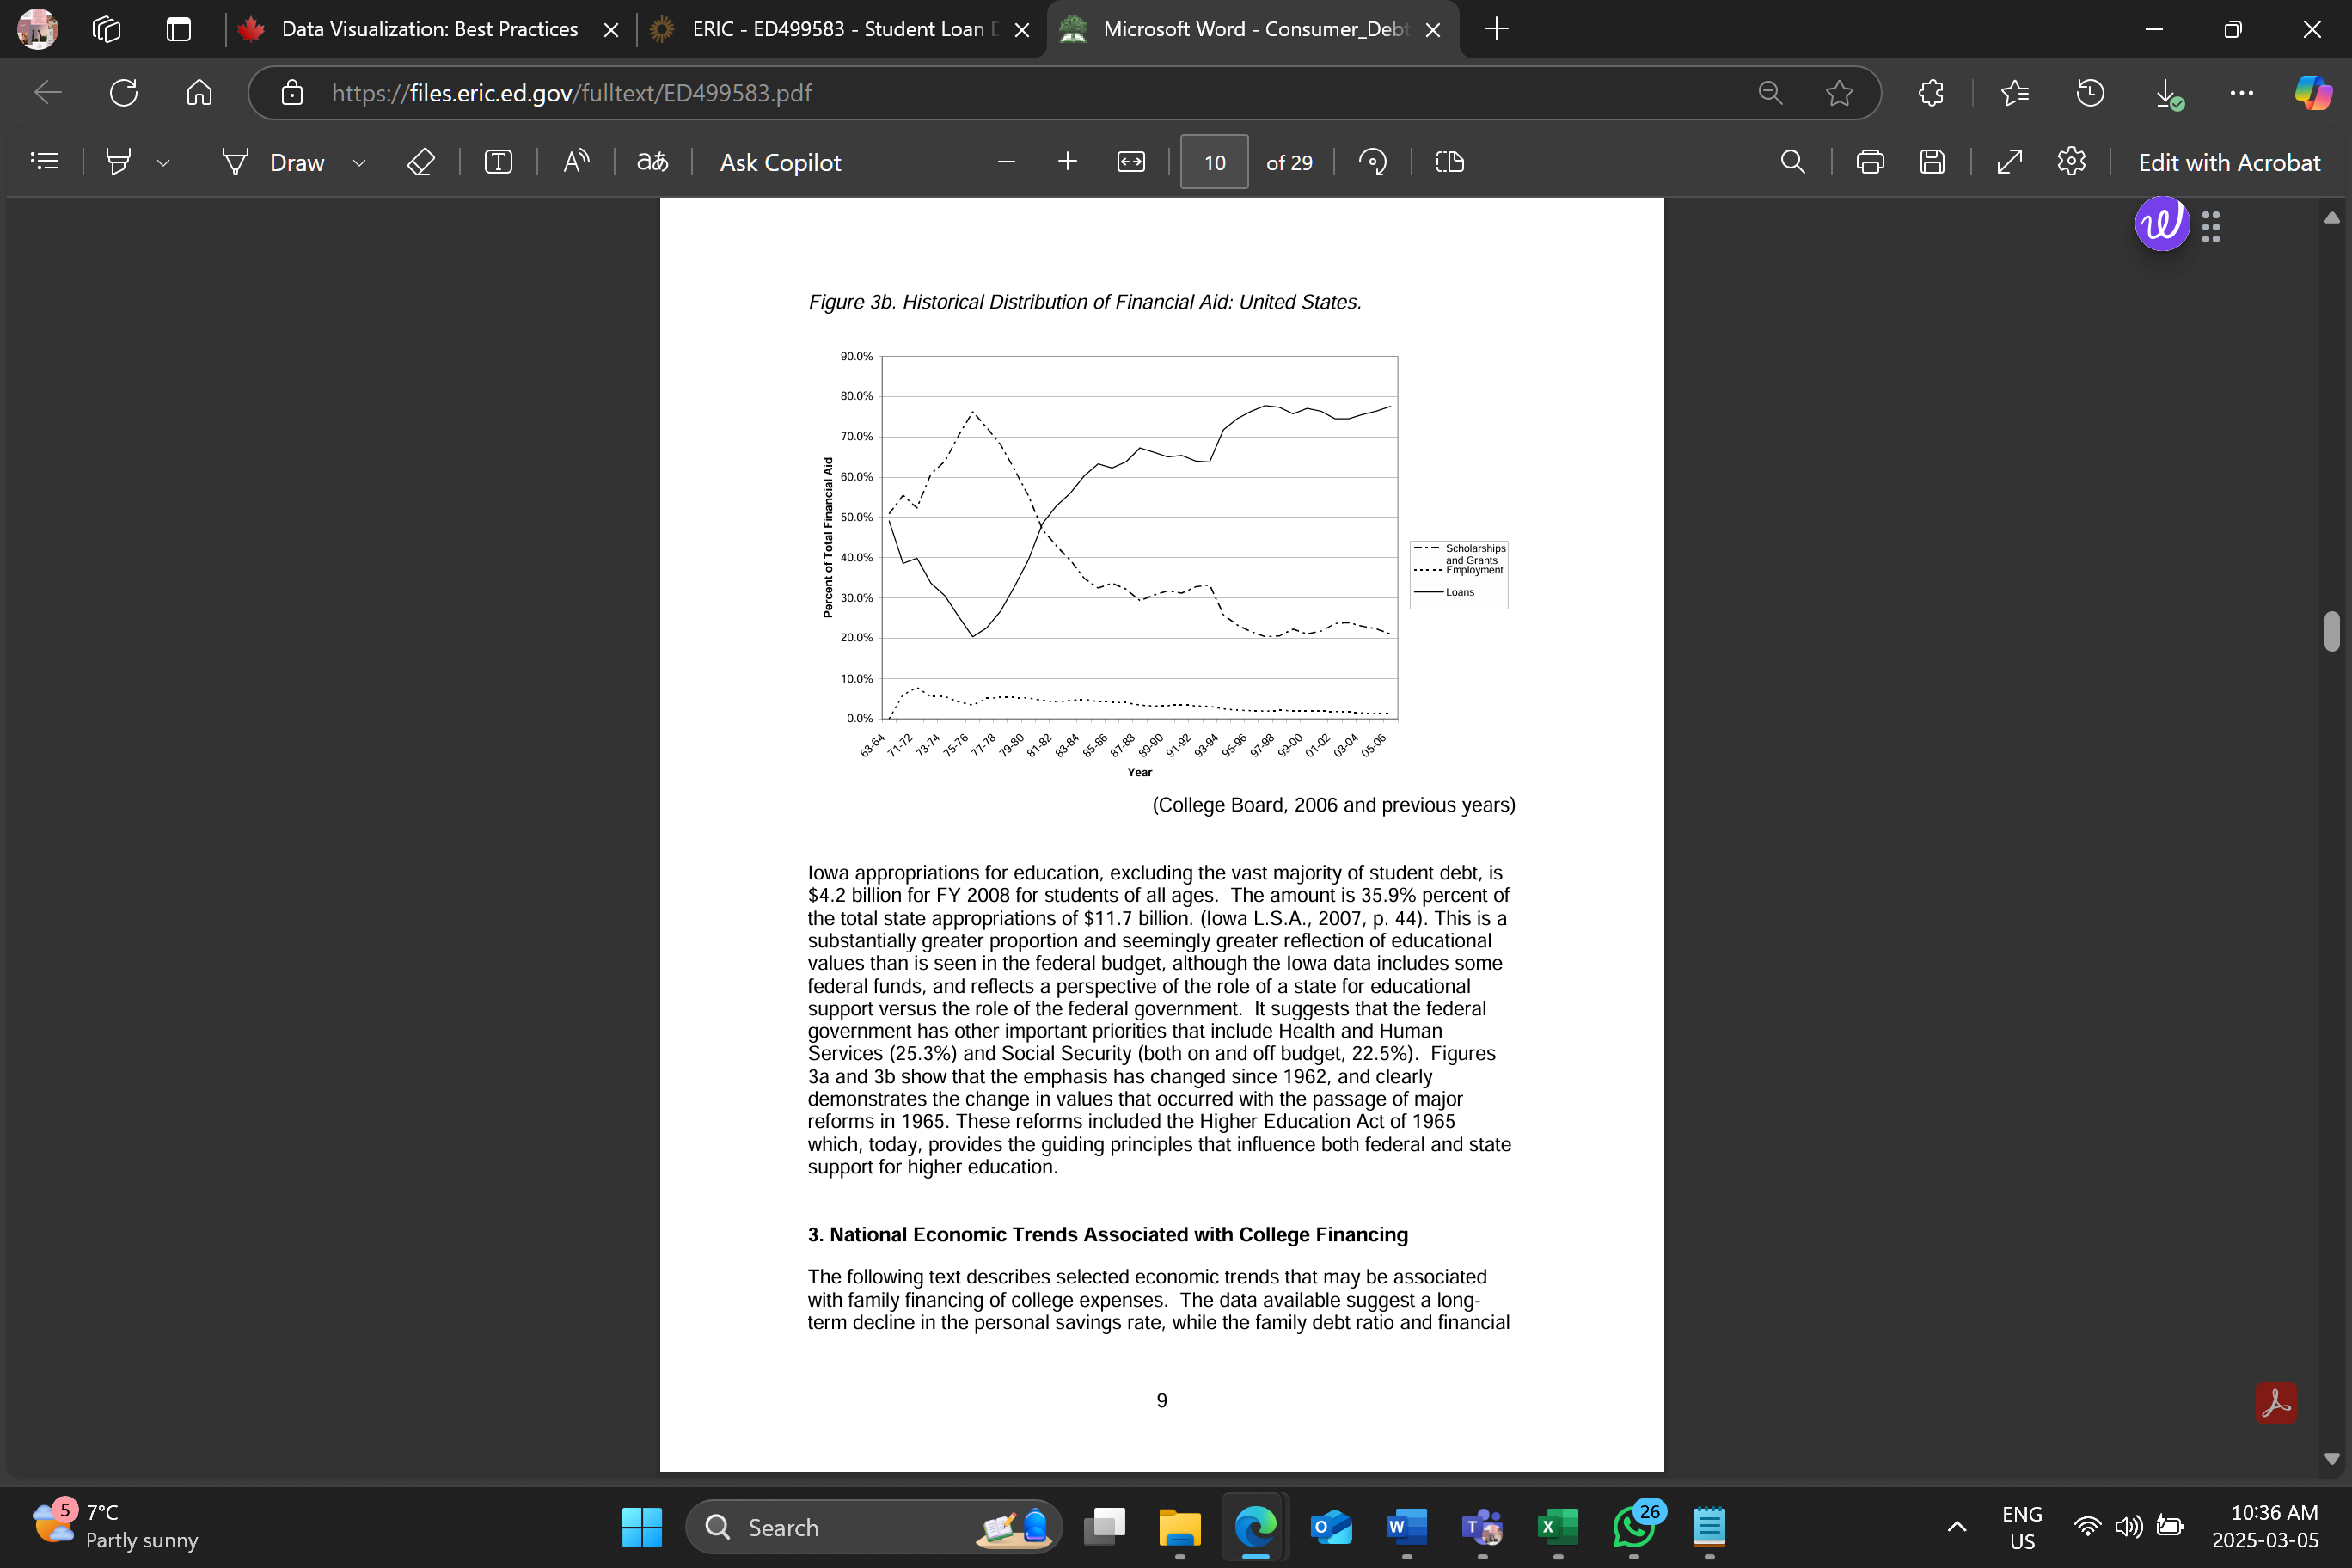 Data Visualization: Best Practices
ERIC - ED499583 - Student Loan D
Microsoft Word - Consumer_Debt
https://files.eric.ed.gov/fulltext/ED499583.pdf
Draw
aあ
Ask Copilot
10 of 29
Edit with Acrobat
Figure 3b. Historical Distribution of Financial Aid: United States.
90.0%
80.0%
70.0%
60.0%
50.0%
40.0%
30.0%
20.0%
10.0%
0.0%
Percent of Total Financial Aid
63-64 71-72 73-74 75-76 77-78 79-80 81-82 83-84 85-86 87-88 89-90 91-92 93-94 95-96 97-98 99-00 01-02 03-04 05-06
Year
Scholarships
and Grants
Employment
Loans
(College Board, 2006 and previous years)
Iowa appropriations for education, excluding the vast majority of student debt, is
$4.2 billion for FY 2008 for students of all ages.  The amount is 35.9% percent of
the total state appropriations of $11.7 billion. (Iowa L.S.A., 2007, p. 44). This is a
substantially greater proportion and seemingly greater reflection of educational
values than is seen in the federal budget, although the Iowa data includes some
federal funds, and reflects a perspective of the role of a state for educational
support versus the role of the federal government.  It suggests that the federal
government has other important priorities that include Health and Human
Services (25.3%) and Social Security (both on and off budget, 22.5%).  Figures
3a and 3b show that the emphasis has changed since 1962, and clearly
demonstrates the change in values that occurred with the passage of major
reforms in 1965. These reforms included the Higher Education Act of 1965
which, today, provides the guiding principles that influence both federal and state
support for higher education.
3. National Economic Trends Associated with College Financing
The following text describes selected economic trends that may be associated
with family financing of college expenses.  The data available suggest a long-
term decline in the personal savings rate, while the family debt ratio and financial
9
5
7°C
Partly sunny
Search
26
ENG
US
10:36 AM
2025-03-05